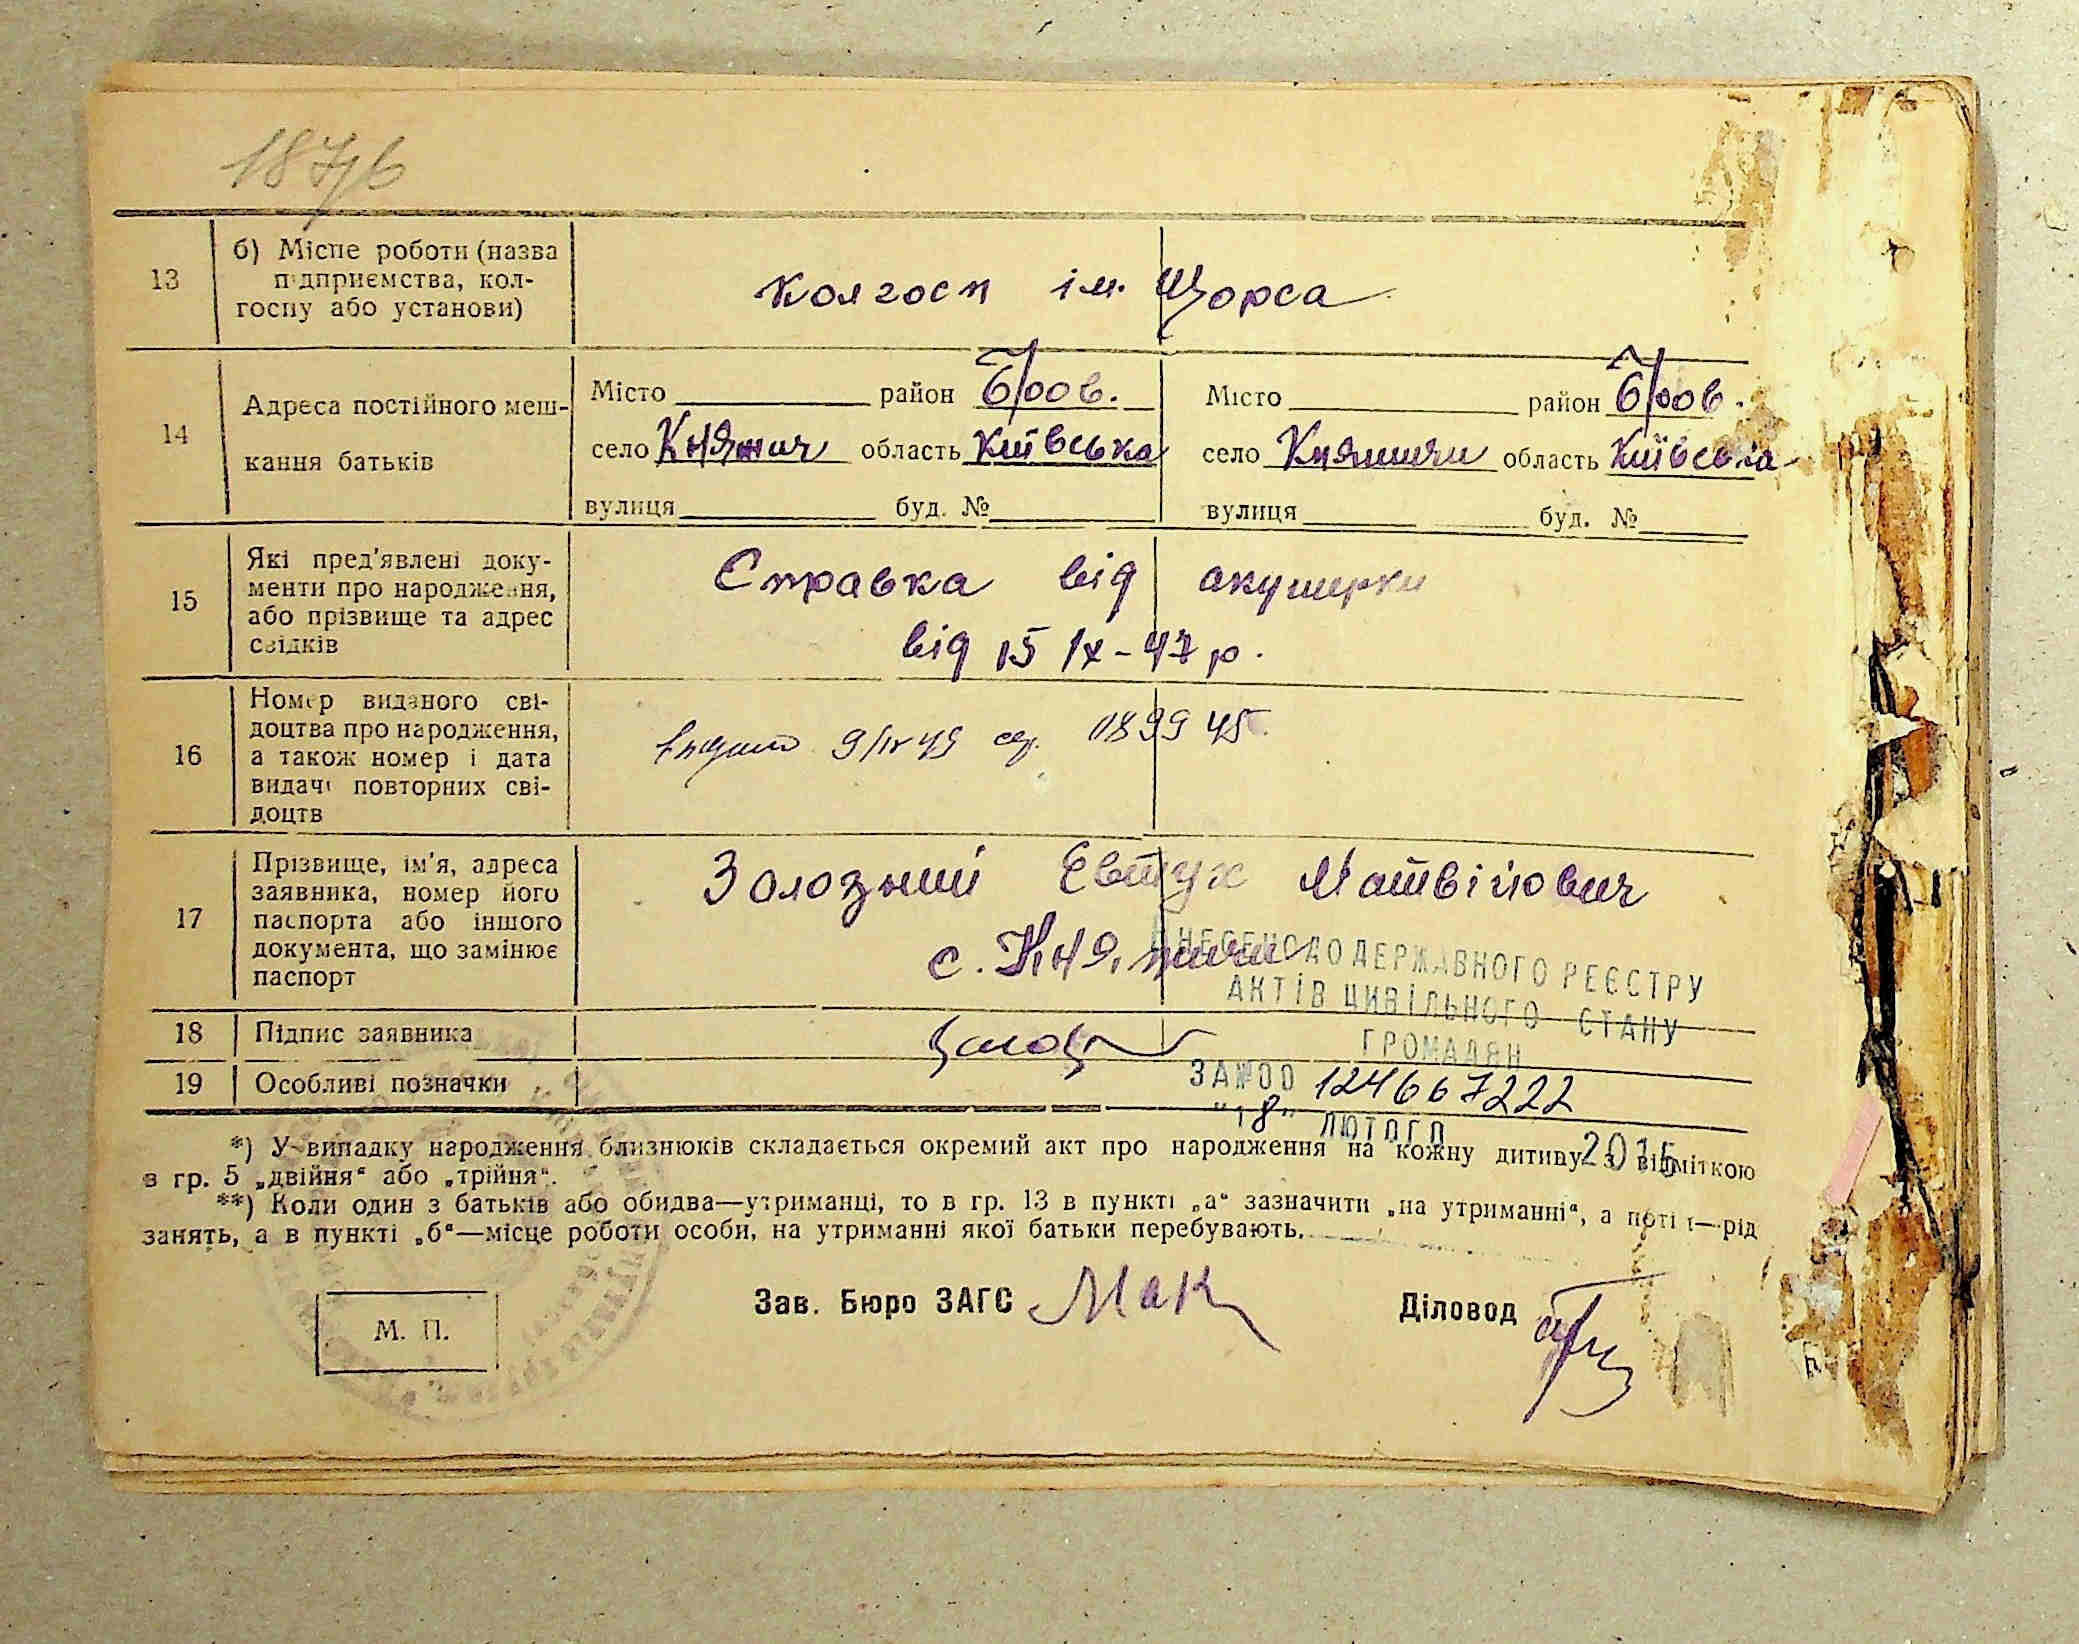 13
б) Місце роботи (назва
підприємства, кол-
госпу або установи)
колгосп ім. Щорса
14
Адреса постійного меш-
кання батьків
Місто район
село Княжичі область Київська
вулиця буд. №
Місто район
село Княжичи область Київська
вулиця буд. №
15
Які пред'явлені доку-
менти про народження,
або прізвище та адрес
свідків
Справка від акушерки
від 15 IX-47 р.
16
Номер виданого сві-
доцтва про народження,
а також номер і дата
видачі повторних сві-
доцтв
17
Прізвище, ім'я, адреса
заявника, номер його
паспорта або іншого
документа, що замінює
паспорт
Євтух Матвійович
с. Княжичи
ВНЕСЕНО ДО ДЕРЖАВНОГО РЕЄСТРУ
АКТІВ ЦИВІЛЬНОГО СТАНУ
ГРОМАДЯН
18
Підпис заявника
19
Особливі позначки
ЗА №00 124667222
"18" ЛЮТОГО 2015
*) У випадку народження близнюків складається окремий акт про народження на кожну дитину з відміткою
в гр. 5 „двійня“ або „трійня“.
**) Коли один з батьків або обидва—утриманці, то в гр. 13 в пункті „а“ зазначити „на утриманні“, а потім—рід
занять, а в пункті „б“—місце роботи особи, на утриманні якої батьки перебувають.
М. П.
Зав. Бюро ЗАГС
Діловод